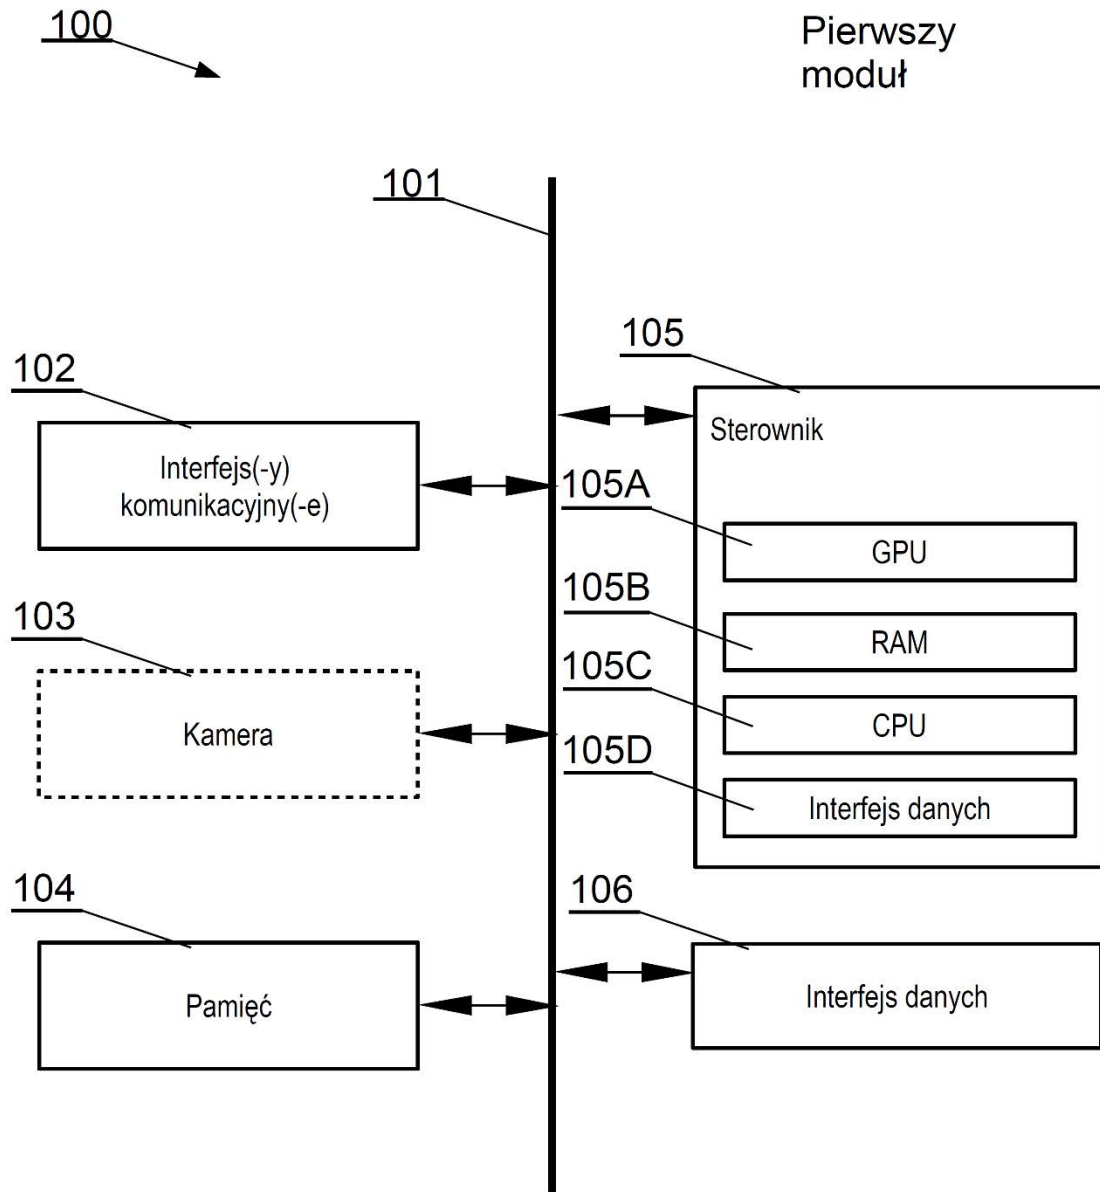 100
Pierwszy
moduł
101
105
102
Sterownik
Interfejs(-y)
komunikacyjny(-e)
105A
GPU
105B
103
RAM
105C
Kamera
CPU
105D
Interfejs danych
104
106
Pamięć
Interfejs danych